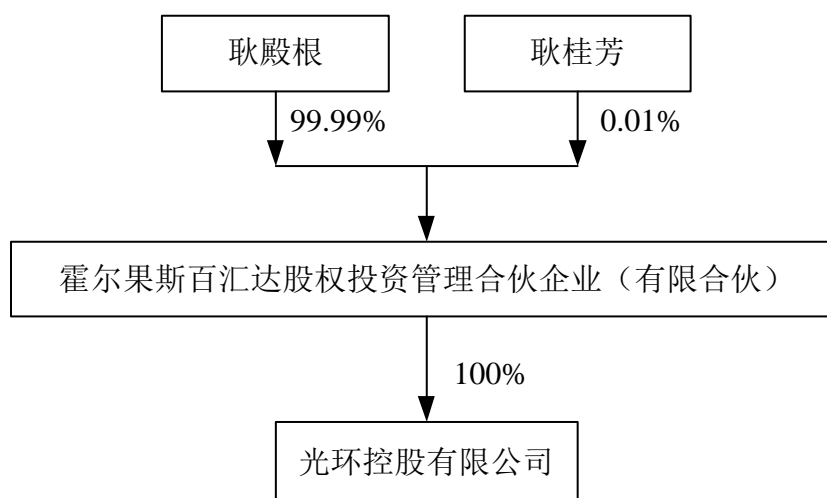 耿殿根
耿桂芳
99.99%
0.01%
霍尔果斯百汇达股权投资管理合伙企业（有限合伙）
100%
光环控股有限公司